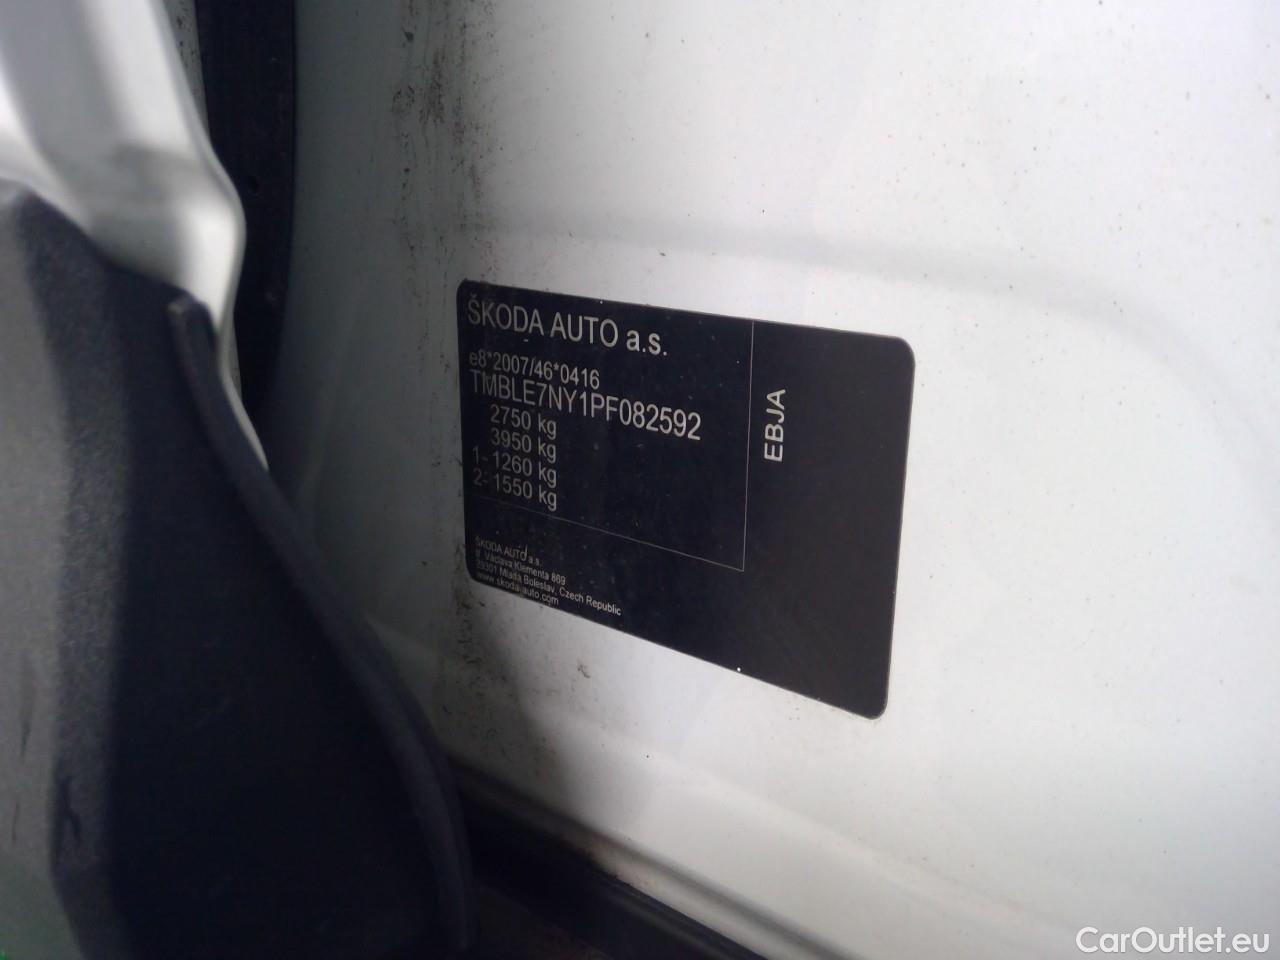 ŠKODA AUTO a.s.
e8*2007/46*0416
TMBLE7NY1PF082592
2750 kg
3950 kg
1- 1260 kg
2- 1550 kg
EBJA
ŠKODA AUTO a.s.
tř. Václava Klementa 869
29301 Mladá Boleslav, Czech Republic
www.skoda-auto.com
CarOutlet.eu